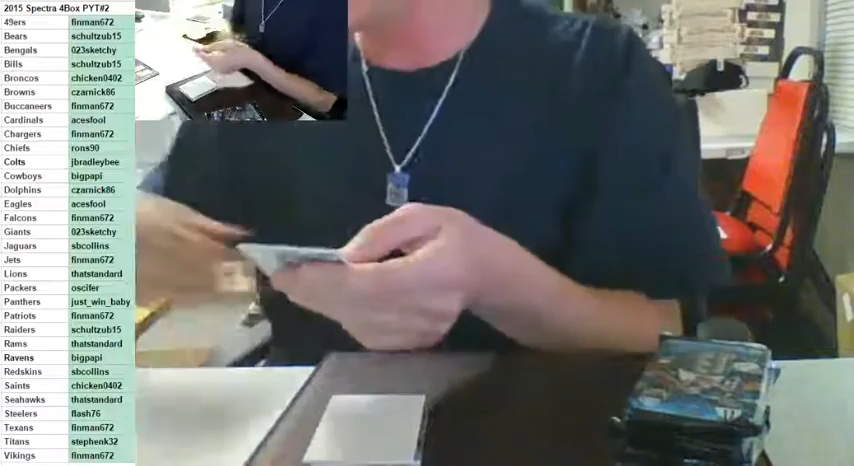 2015 Spectra 4Box PYT#2
49ers finman672
Bears schultzub15
Bengals 023sketchy
Bills schultzub15
Broncos chicken0402
Browns czarnick86
Buccaneers finman672
Cardinals acesfool
Chargers finman672
Chiefs rons90
Colts jbradleybee
Cowboys bigpapi
Dolphins czarnick86
Eagles acesfool
Falcons finman672
Giants 023sketchy
Jaguars sbcollins
Jets finman672
Lions thatstandard
Packers oscifer
Panthers just_win_baby
Patriots finman672
Raiders schultzub15
Rams thatstandard
Ravens bigpapi
Redskins sbcollins
Saints chicken0402
Seahawks thatstandard
Steelers flash76
Texans finman672
Titans stephenk32
Vikings finman672